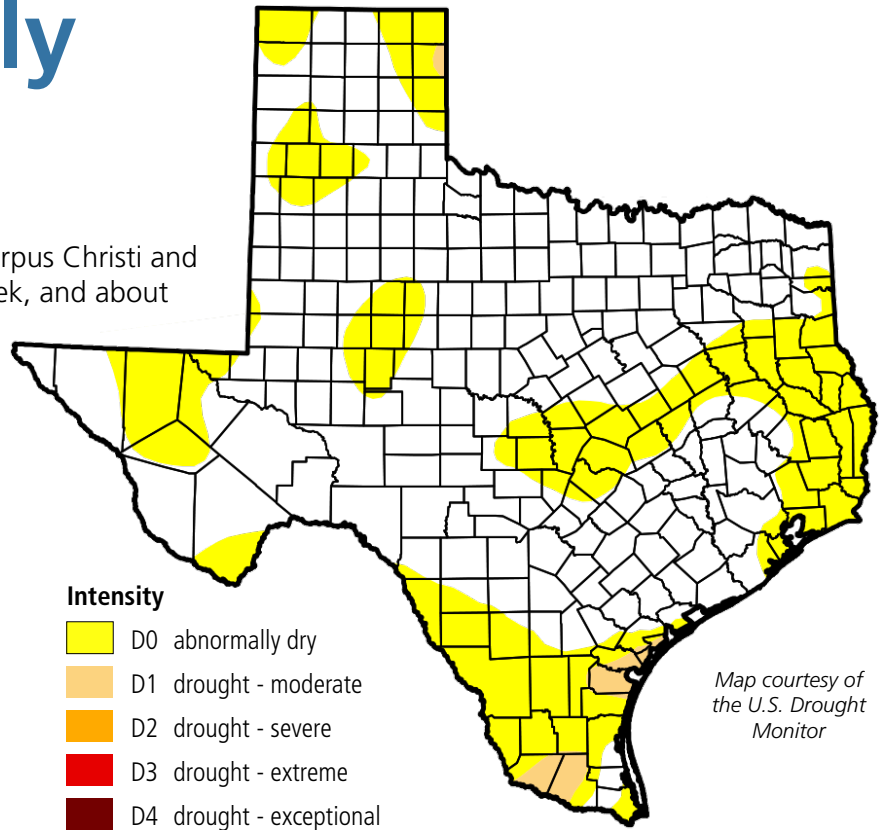 ly
rpus Christi and
ek, and about
Intensity
D0 abnormally dry
D1 drought - moderate
D2 drought - severe
D3 drought - extreme
D4 drought - exceptional
Map courtesy of
the U.S. Drought
Monitor